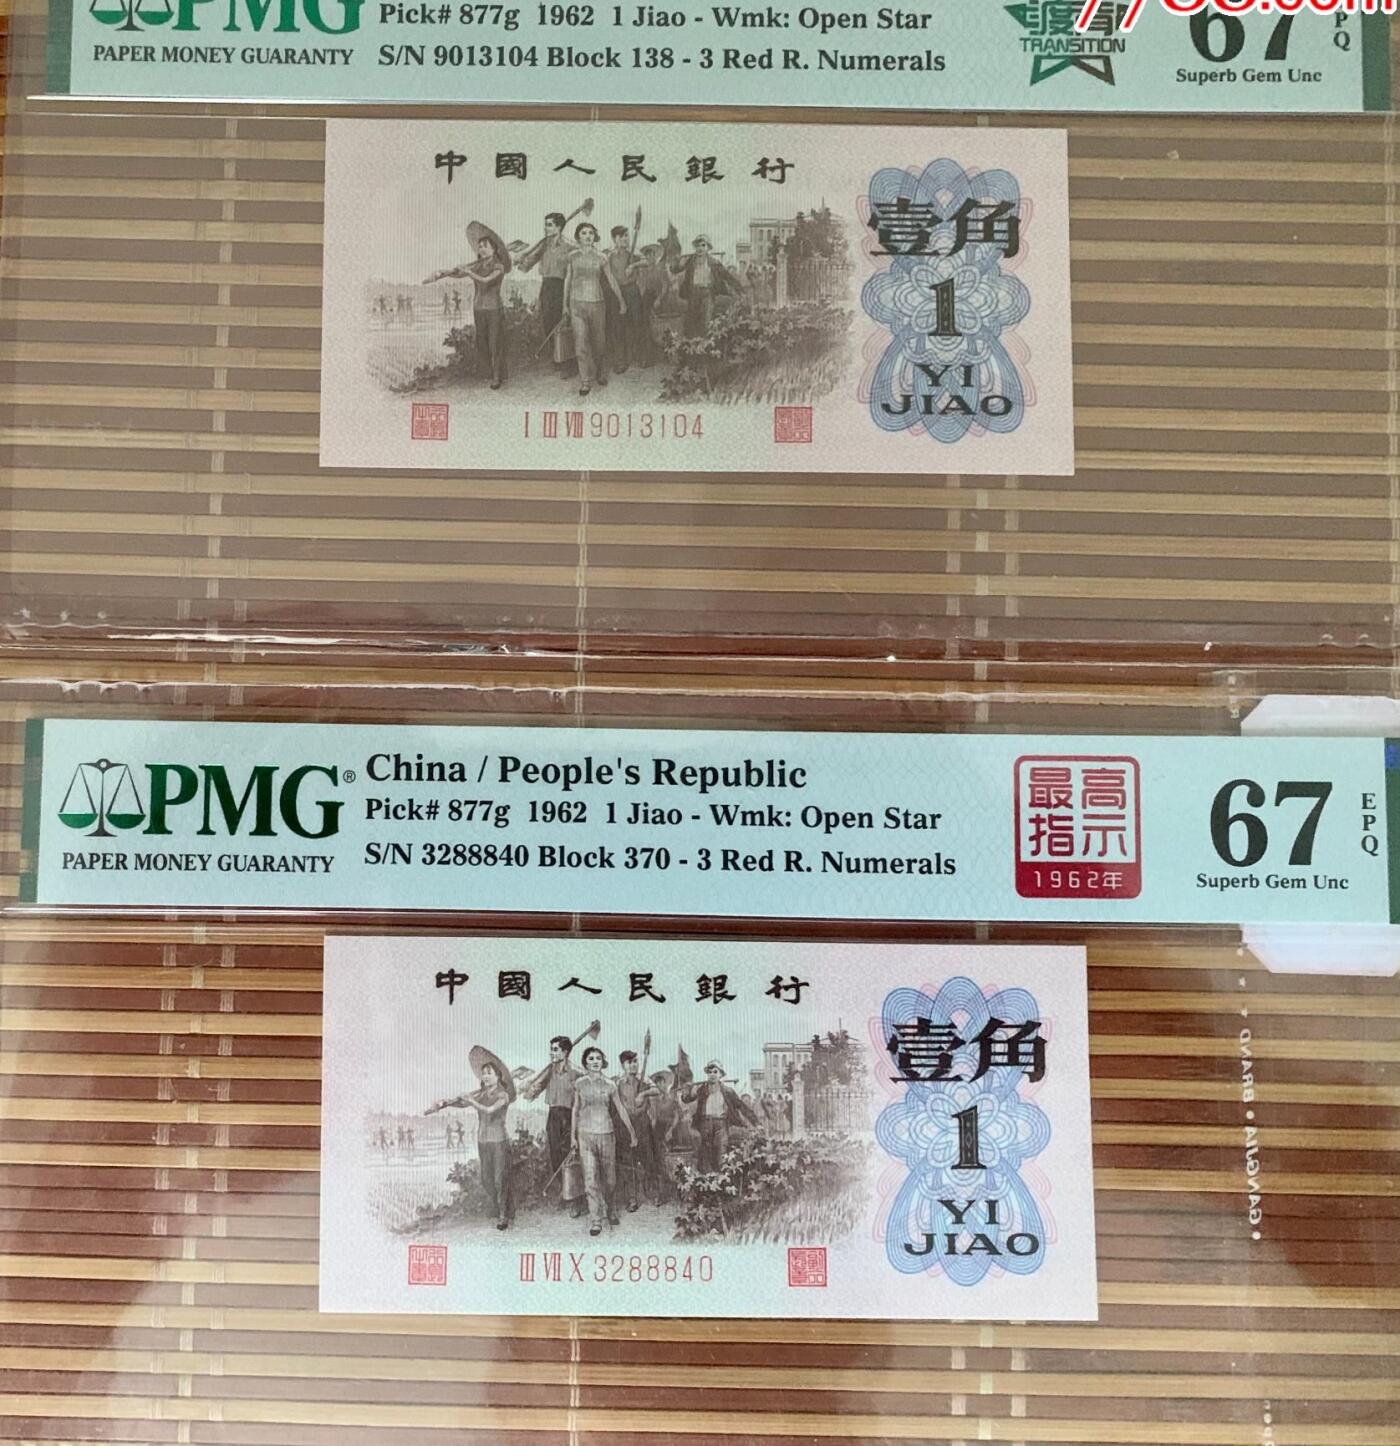 PMG
Pick# 877g 1962 1 Jiao - Wmk: Open Star
PAPER MONEY GUARANTY
S/N 9013104 Block 138 - 3 Red R. Numerals
TRANSITION
67
PQ
Superb Gem Unc
中國人民銀行
壹角
1
YI
JIAO
I III VIII 9013104
PMG®
PAPER MONEY GUARANTY
China / People's Republic
Pick# 877g 1962 1 Jiao - Wmk: Open Star
S/N 3288840 Block 370 - 3 Red R. Numerals
最高
指示
1962年
67
EPQ
Superb Gem Unc
中國人民銀行
壹角
1
YI
JIAO
III VII X 3288840